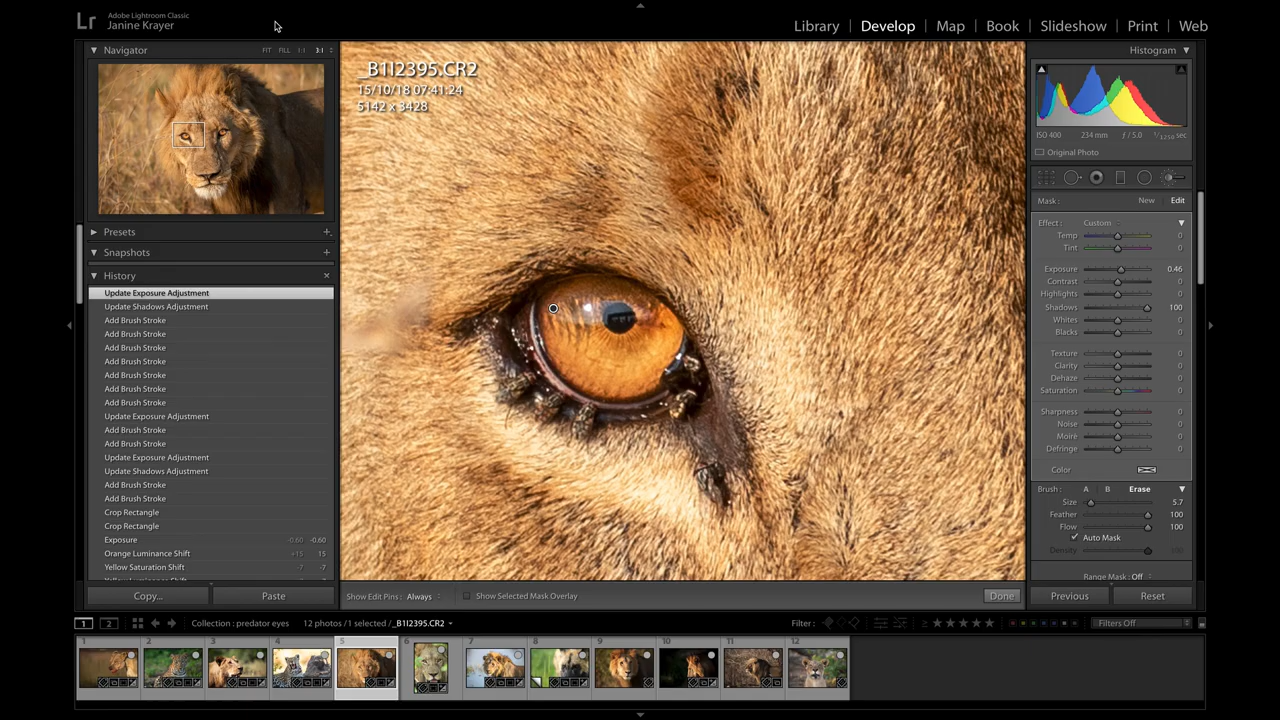 Lr
Adobe Lightroom Classic
Janine Krayer
Library | Develop | Map | Book | Slideshow | Print | Web
Navigator FIT FILL 1:1 3:1
Presets +
Snapshots +
History ×
Update Exposure Adjustment
Update Shadows Adjustment
Add Brush Stroke
Add Brush Stroke
Add Brush Stroke
Add Brush Stroke
Add Brush Stroke
Add Brush Stroke
Add Brush Stroke
Update Exposure Adjustment
Add Brush Stroke
Add Brush Stroke
Update Exposure Adjustment
Update Shadows Adjustment
Add Brush Stroke
Add Brush Stroke
Crop Rectangle
Crop Rectangle
Exposure -0.60 -0.60
Orange Luminance Shift +15 15
Yellow Saturation Shift -7 -7
Yellow Luminance Shift
Copy... Paste
_B1I2395.CR2
15/10/18 07:41:24
5142 x 3428
Show Edit Pins: Always Show Selected Mask Overlay Done
Histogram
ISO 400 234 mm ƒ / 5.0 1/1250 sec
Original Photo
Mask : New Edit
Effect : Custom
Temp 0
Tint 0
Exposure 0.46
Contrast 0
Highlights 0
Shadows 100
Whites 0
Blacks 0
Texture 0
Clarity 0
Dehaze 0
Saturation 0
Sharpness 0
Noise 0
Moiré 0
Defringe 0
Color
Brush : A B Erase
Size 5.7
Feather 100
Flow 100
Auto Mask
Density 100
Range Mask : Off
Previous Reset
1 2 Collection : predator eyes 12 photos / 1 selected / _B1I2395.CR2 Filter : Filters Off
1 2 3 4 5 6 7 8 9 10 11 12